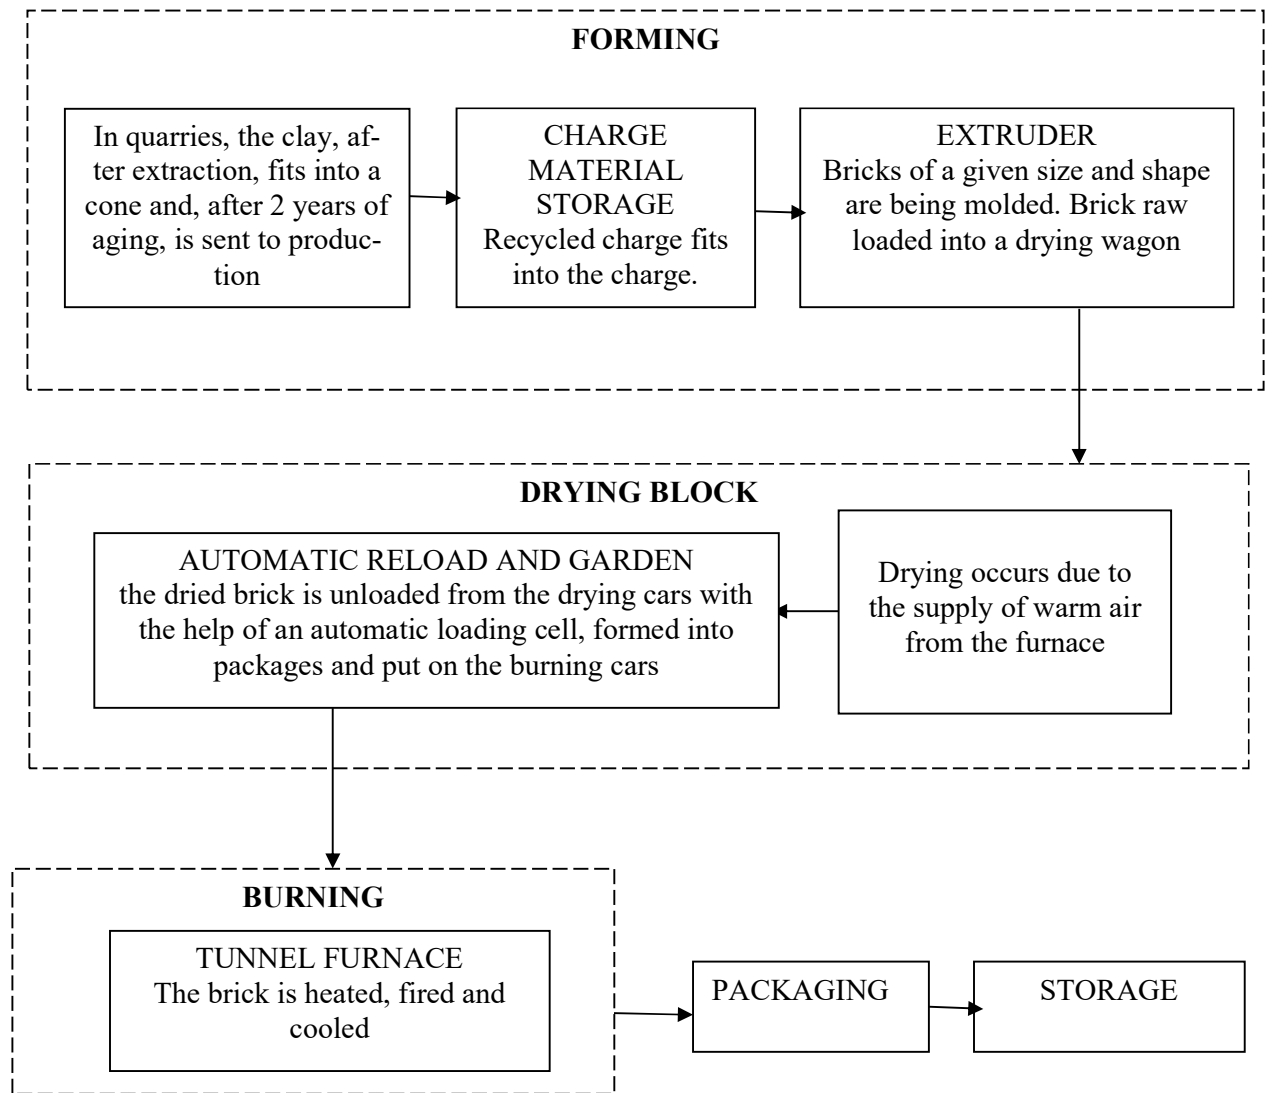 FORMING
In quarries, the clay, af-
ter extraction, fits into a
cone and, after 2 years of
aging, is sent to produc-
tion
CHARGE
MATERIAL
STORAGE
Recycled charge fits
into the charge.
EXTRUDER
Bricks of a given size and shape
are being molded. Brick raw
loaded into a drying wagon
DRYING BLOCK
AUTOMATIC RELOAD AND GARDEN
the dried brick is unloaded from the drying cars with
the help of an automatic loading cell, formed into
packages and put on the burning cars
Drying occurs due to
the supply of warm air
from the furnace
BURNING
TUNNEL FURNACE
The brick is heated, fired and
cooled
PACKAGING
STORAGE